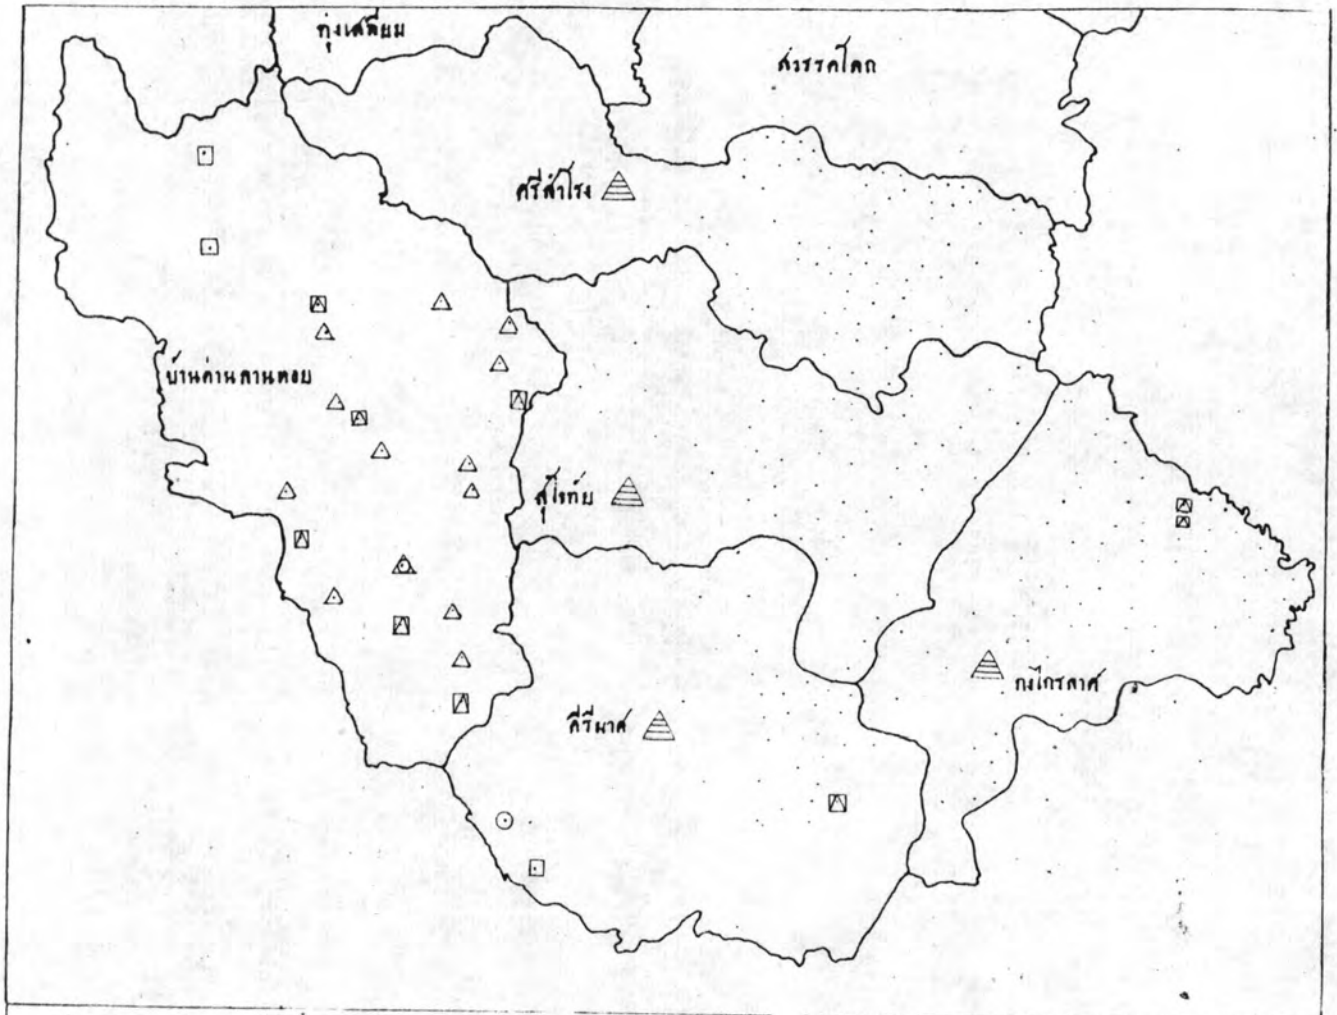 ทุ่งเสลี่ยม
สวรรคโลก
ศรีสำโรง
บ้านด่านลานหอย
สุโขทัย
กงไกรลาศ
คีรีมาศ